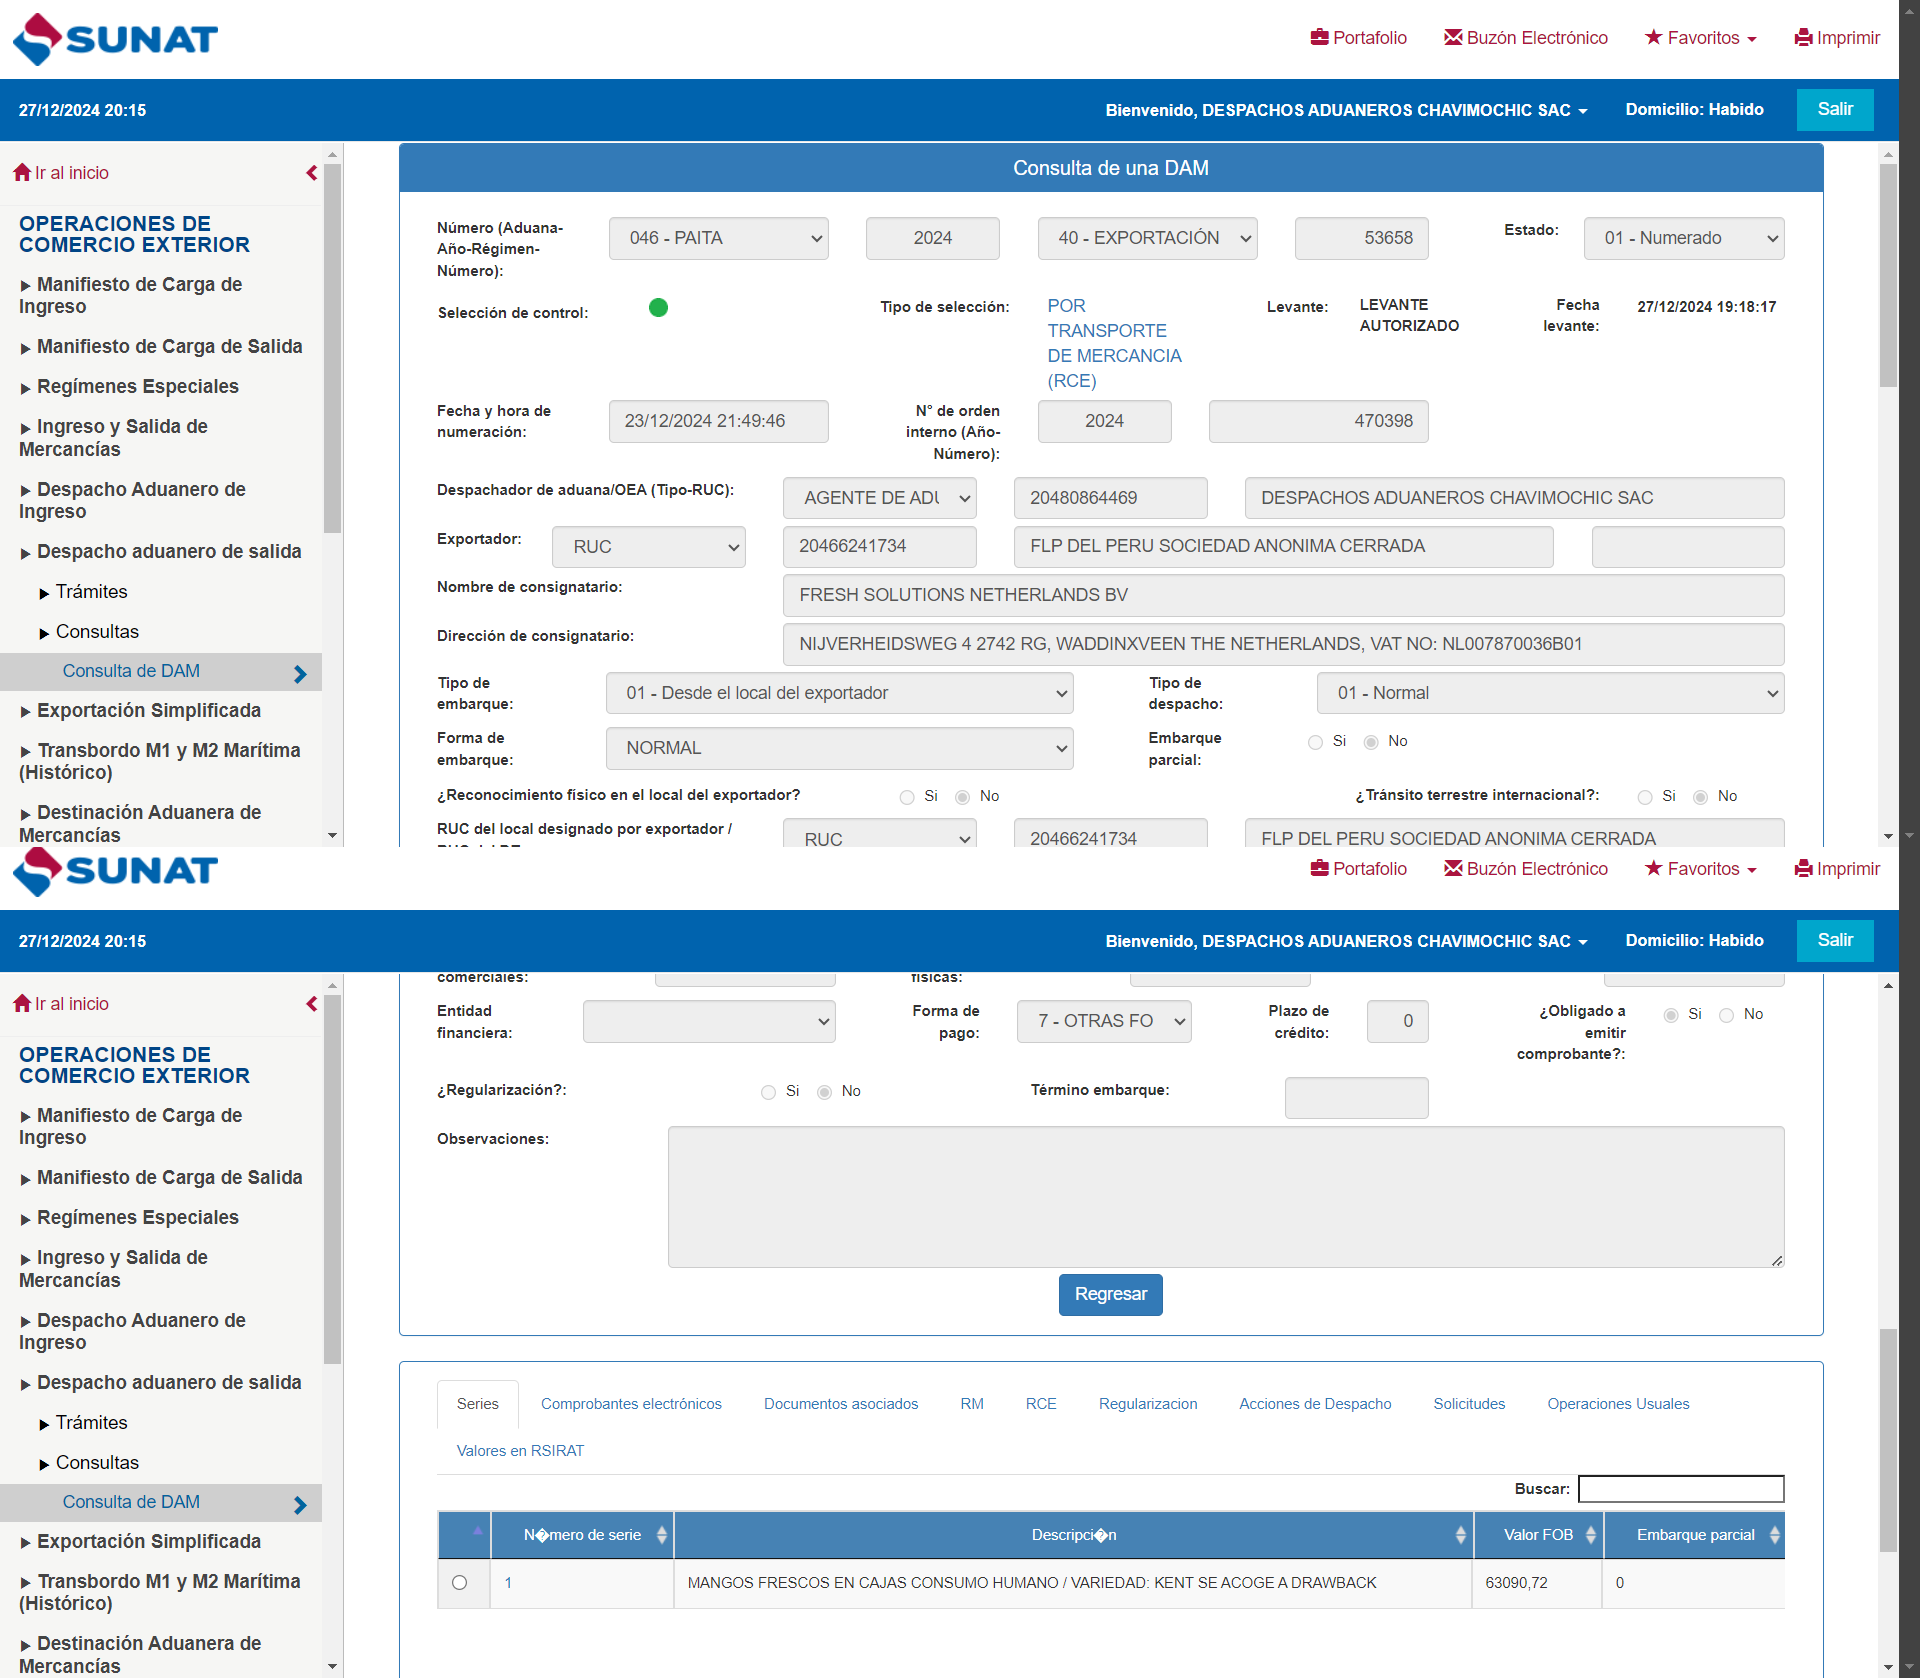 SUNAT
Portafolio Buzón Electrónico Favoritos Imprimir
27/12/2024 20:15 Bienvenido, DESPACHOS ADUANEROS CHAVIMOCHIC SAC Domicilio: Habido Salir
Ir al inicio
OPERACIONES DE
COMERCIO EXTERIOR
Manifiesto de Carga de
Ingreso
Manifiesto de Carga de Salida
Regímenes Especiales
Ingreso y Salida de
Mercancías
Despacho Aduanero de
Ingreso
Despacho aduanero de salida
Trámites
Consultas
Consulta de DAM
Exportación Simplificada
Transbordo M1 y M2 Marítima
(Histórico)
Destinación Aduanera de
Mercancías
Consulta de una DAM
Número (Aduana-
Año-Régimen-
Número):
046 - PAITA 2024 40 - EXPORTACIÓN 53658 Estado: 01 - Numerado
Selección de control: Tipo de selección:
POR
TRANSPORTE
DE MERCANCIA
(RCE)
Levante:
LEVANTE
AUTORIZADO
Fecha
levante:
27/12/2024 19:18:17
Fecha y hora de
numeración:
23/12/2024 21:49:46
N° de orden
interno (Año-
Número):
2024 470398
Despachador de aduana/OEA (Tipo-RUC): AGENTE DE ADU 20480864469 DESPACHOS ADUANEROS CHAVIMOCHIC SAC
Exportador: RUC 20466241734 FLP DEL PERU SOCIEDAD ANONIMA CERRADA
Nombre de consignatario: FRESH SOLUTIONS NETHERLANDS BV
Dirección de consignatario: NIJVERHEIDSWEG 4 2742 RG, WADDINXVEEN THE NETHERLANDS, VAT NO: NL007870036B01
Tipo de
embarque:
01 - Desde el local del exportador
Tipo de
despacho:
01 - Normal
Forma de
embarque:
NORMAL
Embarque
parcial:
Si No
¿Reconocimiento físico en el local del exportador? Si No ¿Tránsito terrestre internacional?: Si No
RUC del local designado por exportador /
RUC 20466241734 FLP DEL PERU SOCIEDAD ANONIMA CERRADA
SUNAT
Portafolio Buzón Electrónico Favoritos Imprimir
27/12/2024 20:15 Bienvenido, DESPACHOS ADUANEROS CHAVIMOCHIC SAC Domicilio: Habido Salir
Ir al inicio
OPERACIONES DE
COMERCIO EXTERIOR
Manifiesto de Carga de
Ingreso
Manifiesto de Carga de Salida
Regímenes Especiales
Ingreso y Salida de
Mercancías
Despacho Aduanero de
Ingreso
Despacho aduanero de salida
Trámites
Consultas
Consulta de DAM
Exportación Simplificada
Transbordo M1 y M2 Marítima
(Histórico)
Destinación Aduanera de
Mercancías
comerciales: físicas:
Entidad
financiera:
Forma de
pago:
7 - OTRAS FO
Plazo de
crédito:
0
¿Obligado a
emitir
comprobante?:
Si No
¿Regularización?: Si No Término embarque:
Observaciones:
Regresar
Series Comprobantes electrónicos Documentos asociados RM RCE Regularizacion Acciones de Despacho Solicitudes Operaciones Usuales
Valores en RSIRAT
Buscar:
N�mero de serie Descripci�n Valor FOB Embarque parcial
1 MANGOS FRESCOS EN CAJAS CONSUMO HUMANO / VARIEDAD: KENT SE ACOGE A DRAWBACK 63090,72 0